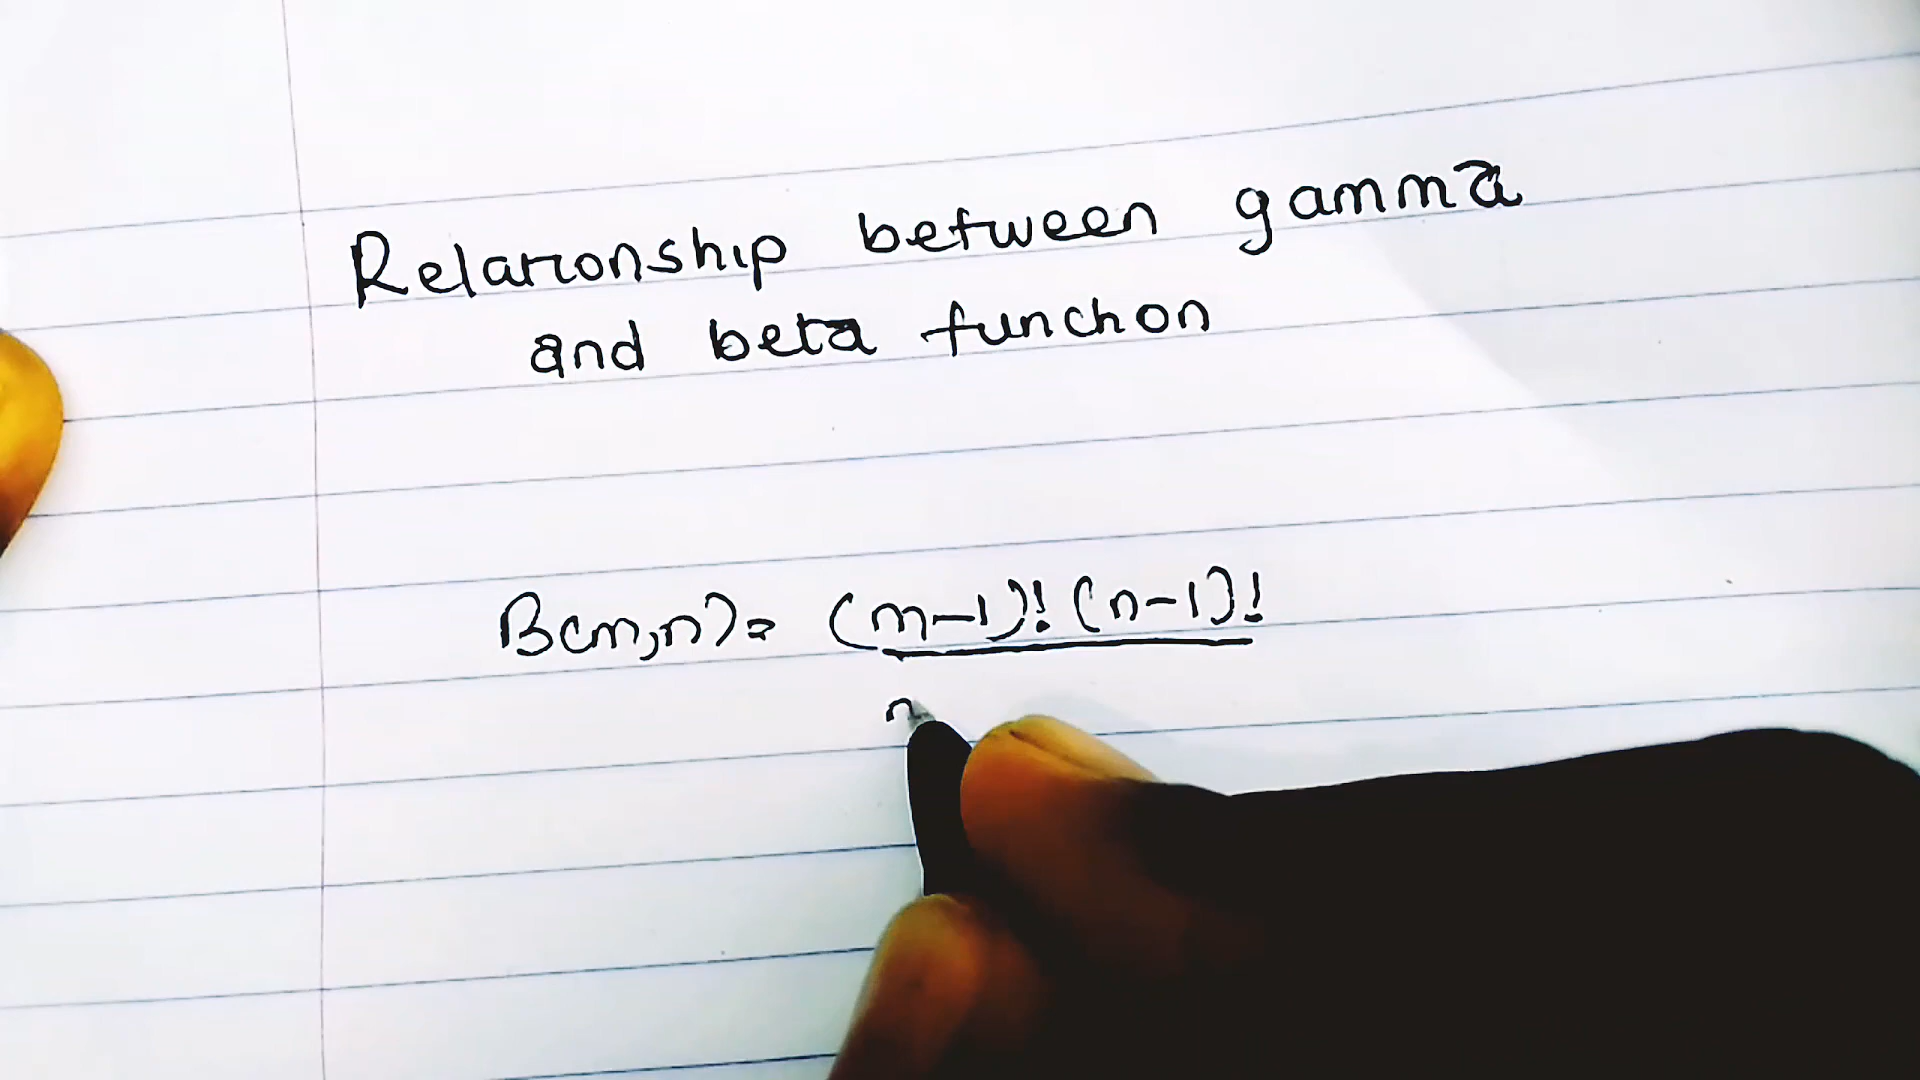 Relationship between gamma
and beta function
B(m,n)= (m-1)! (n-1)!